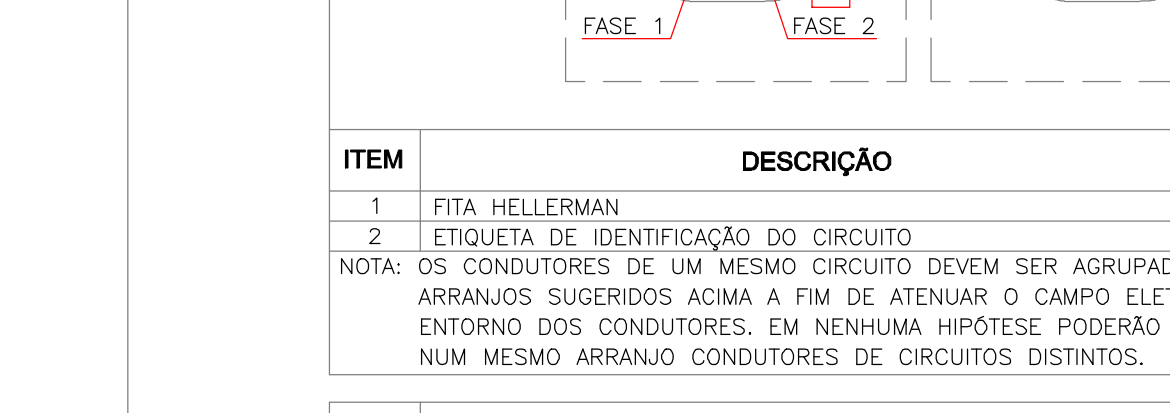 FASE 1 FASE 2
ITEM DESCRIÇÃO
1 FITA HELLERMAN
2 ETIQUETA DE IDENTIFICAÇÃO DO CIRCUITO
NOTA: OS CONDUTORES DE UM MESMO CIRCUITO DEVEM SER
ARRANJOS SUGERIDOS ACIMA A FIM DE ATENUAR O CAMPO
ENTORNO DOS CONDUTORES. EM NENHUMA HIPÓTESE PODERÃO
NUM MESMO ARRANJO CONDUTORES DE CIRCUITOS DISTINTOS.